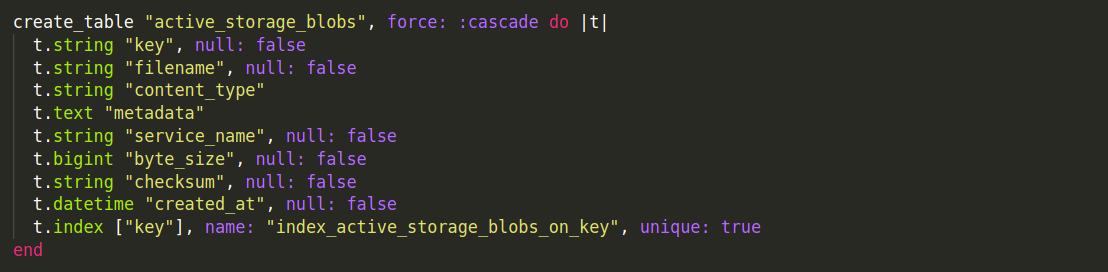 create_table "active_storage_blobs", force: :cascade do |t|
  t.string "key", null: false
  t.string "filename", null: false
  t.string "content_type"
  t.text "metadata"
  t.string "service_name", null: false
  t.bigint "byte_size", null: false
  t.string "checksum", null: false
  t.datetime "created_at", null: false
  t.index ["key"], name: "index_active_storage_blobs_on_key", unique: true
end